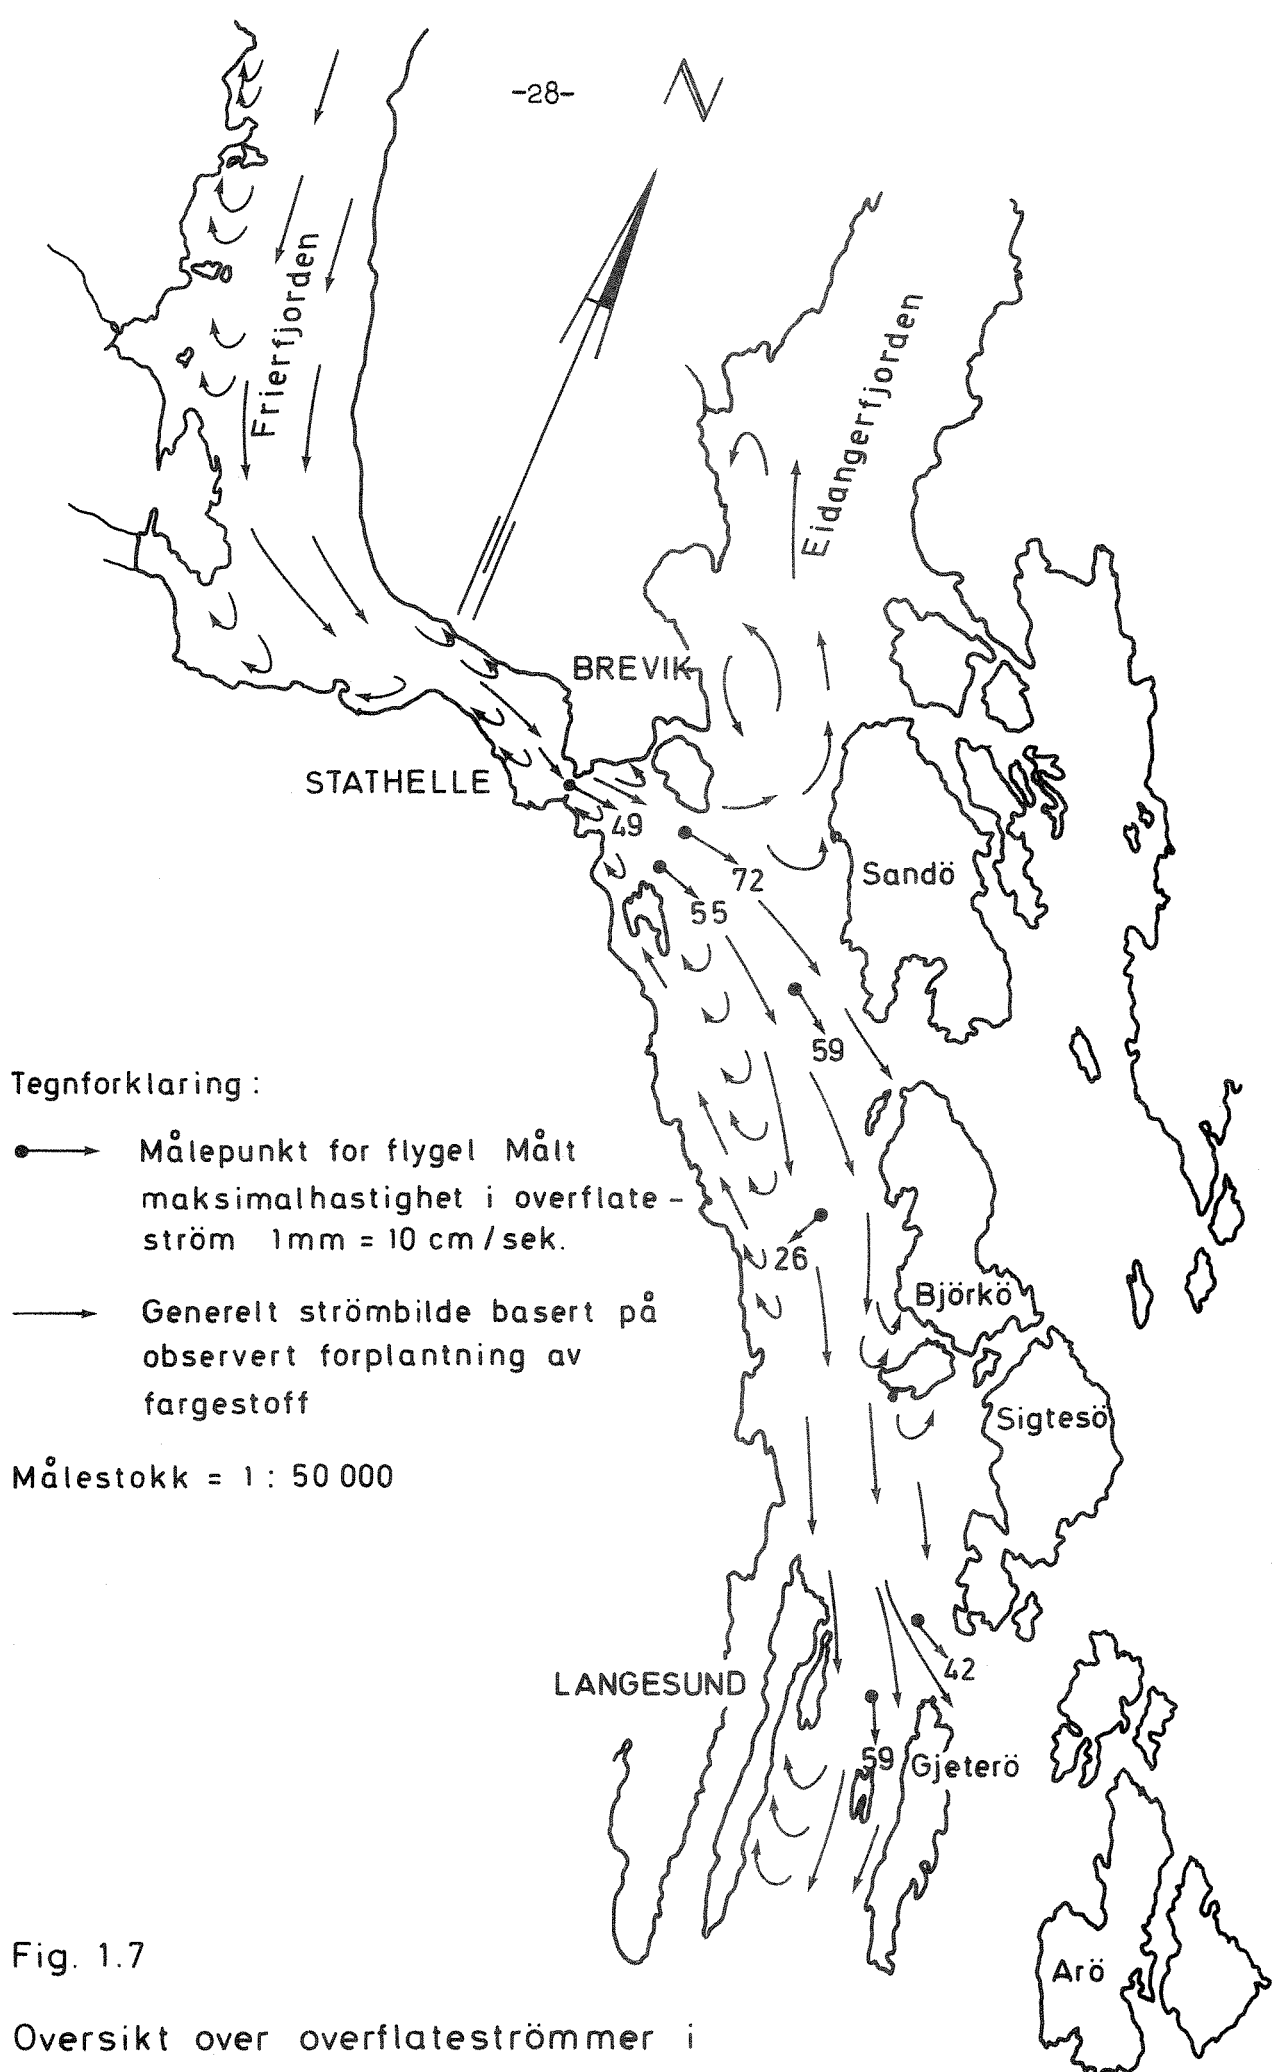 -28-
N
Frierfjorden
Eidangerfjorden
BREVIK
STATHELLE
49
72
55
Sandö
59
Tegnforklaring :
Målepunkt for flygel Målt
maksimalhastighet i overflate-
ström 1mm = 10 cm/sek.
26
Björkö
Generelt strömbilde basert på
observert forplantning av
fargestoff
Sigtesö
Målestokk = 1 : 50 000
42
LANGESUND
59
Gjeterö
Fig. 1.7
Arö
Oversikt over overflateströmmer i